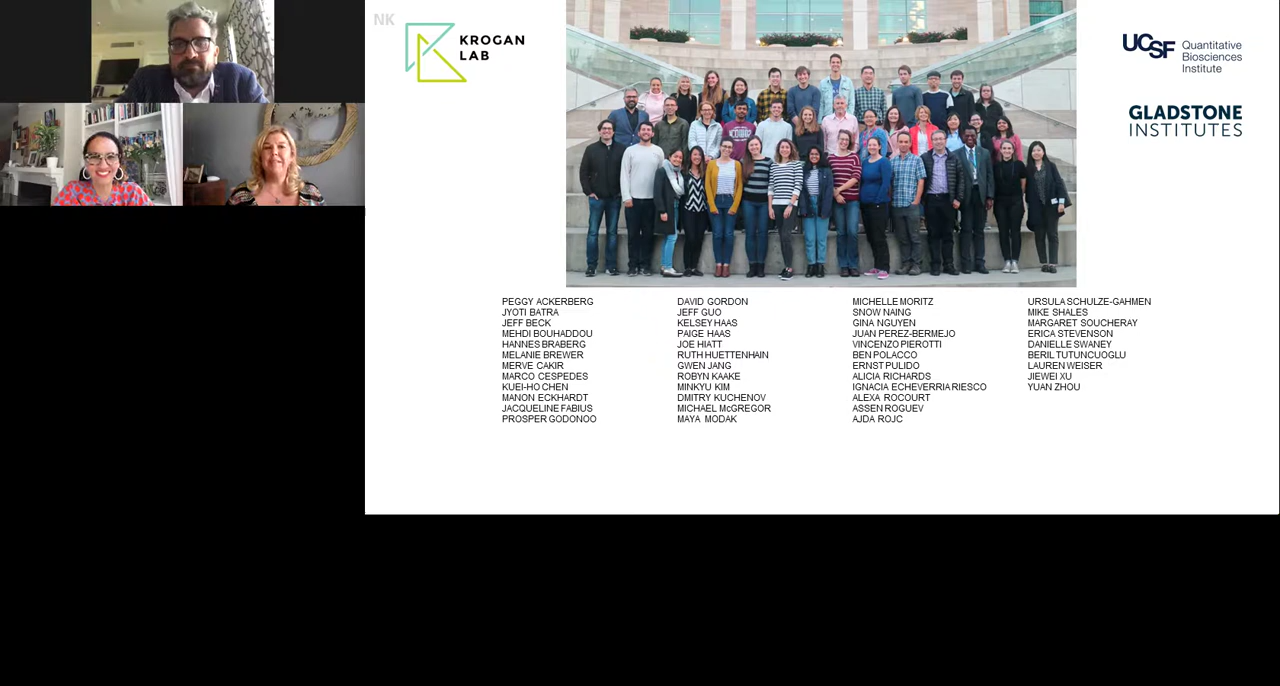 NK
KROGAN
LAB
UCSF
Quantitative
Biosciences
Institute
GLADSTONE
INSTITUTES
PEGGY ACKERBERG
JYOTI BATRA
JEFF BECK
MEHDI BOUHADDOU
HANNES BRABERG
MELANIE BREWER
MERVE CAKIR
MARCO CESPEDES
KUEI-HO CHEN
MANON ECKHARDT
JACQUELINE FABIUS
PROSPER GODONOO
DAVID GORDON
JEFF GUO
KELSEY HAAS
PAIGE HAAS
JOE HIATT
RUTH HUETTENHAIN
GWEN JANG
ROBYN KAAKE
MINKYU KIM
DMITRY KUCHENOV
MICHAEL McGREGOR
MAYA MODAK
MICHELLE MORITZ
SNOW NAING
GINA NGUYEN
JUAN PEREZ-BERMEJO
VINCENZO PIEROTTI
BEN POLACCO
ERNST PULIDO
ALICIA RICHARDS
IGNACIA ECHEVERRIA RIESCO
ALEXA ROCOURT
ASSEN ROGUEV
AJDA ROJC
URSULA SCHULZE-GAHMEN
MIKE SHALES
MARGARET SOUCHERAY
ERICA STEVENSON
DANIELLE SWANEY
BERIL TUTUNCUOGLU
LAUREN WEISER
JIEWEI XU
YUAN ZHOU